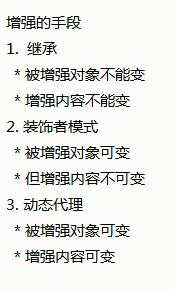 增强的手段
1.  继承
  * 被增强对象不能变
  * 增强内容不能变
2. 装饰者模式
  * 被增强对象可变
  * 但增强内容不可变
3. 动态代理
  * 被增强对象可变
  * 增强内容可变